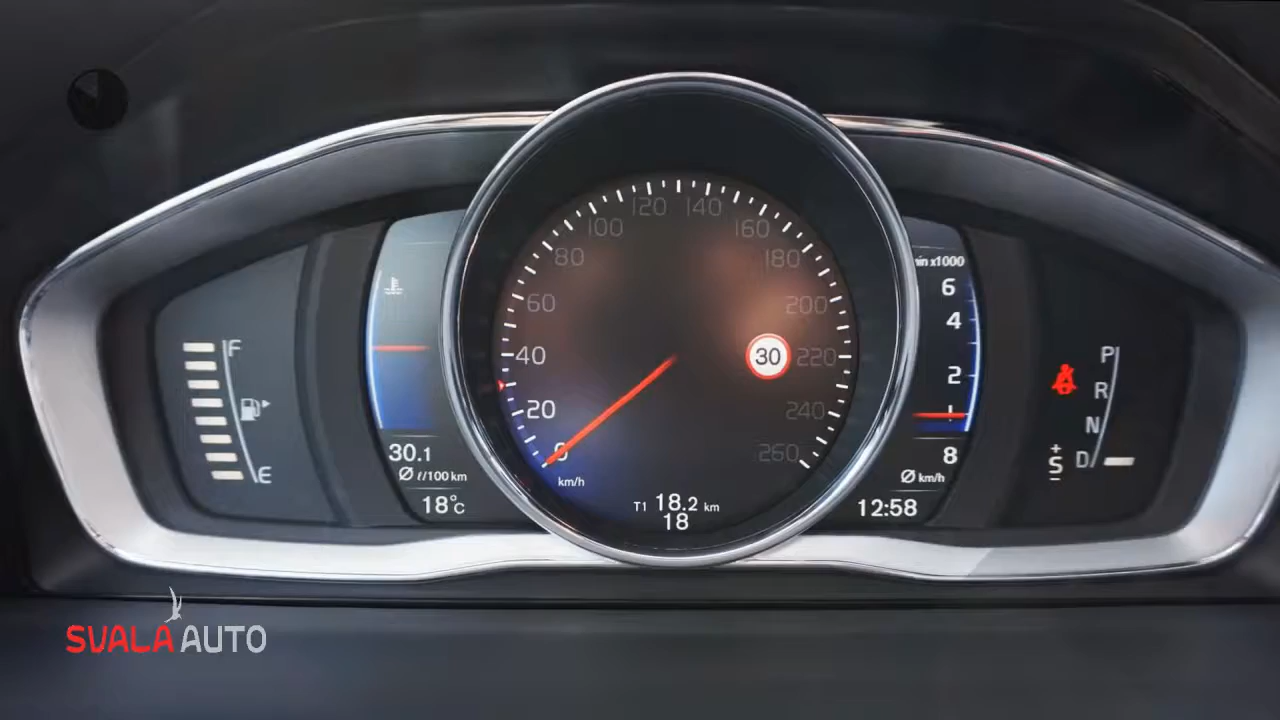 F
E
30.1
Ø ℓ/100 km
18°C
0
20
40
60
80
100
120
140
160
180
200
220
240
260
30
km/h
T1 18.2 km
18
min x1000
6
4
2
1
8
Ø km/h
12:58
P
R
N
D
+
S
–
SVALA AUTO